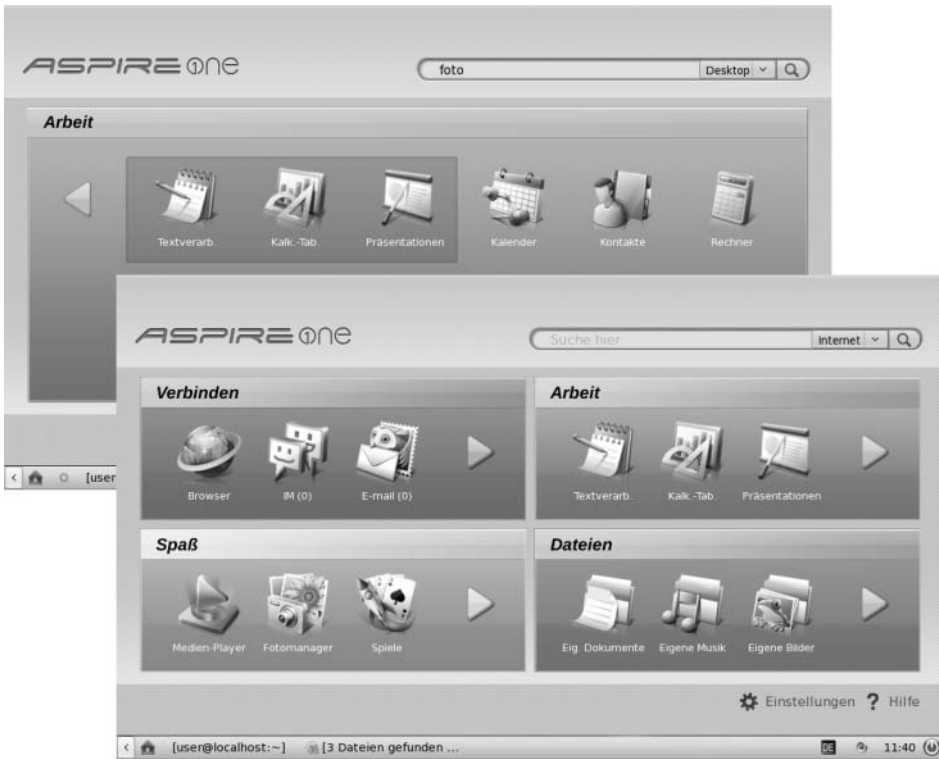 ASPIRE one
foto Desktop
Arbeit
Textverarb. Kalk.-Tab. Präsentationen Kalender Kontakte Rechner
[user
ASPIRE one
Suche hier Internet
Verbinden
Browser IM (0) E-mail (0)
Arbeit
Textverarb. Kalk.-Tab. Präsentationen
Spaß
Medien-Player Fotomanager Spiele
Dateien
Eig. Dokumente Eigene Musik Eigene Bilder
Einstellungen ? Hilfe
[user@localhost:~] [3 Dateien gefunden ... DE 11:40